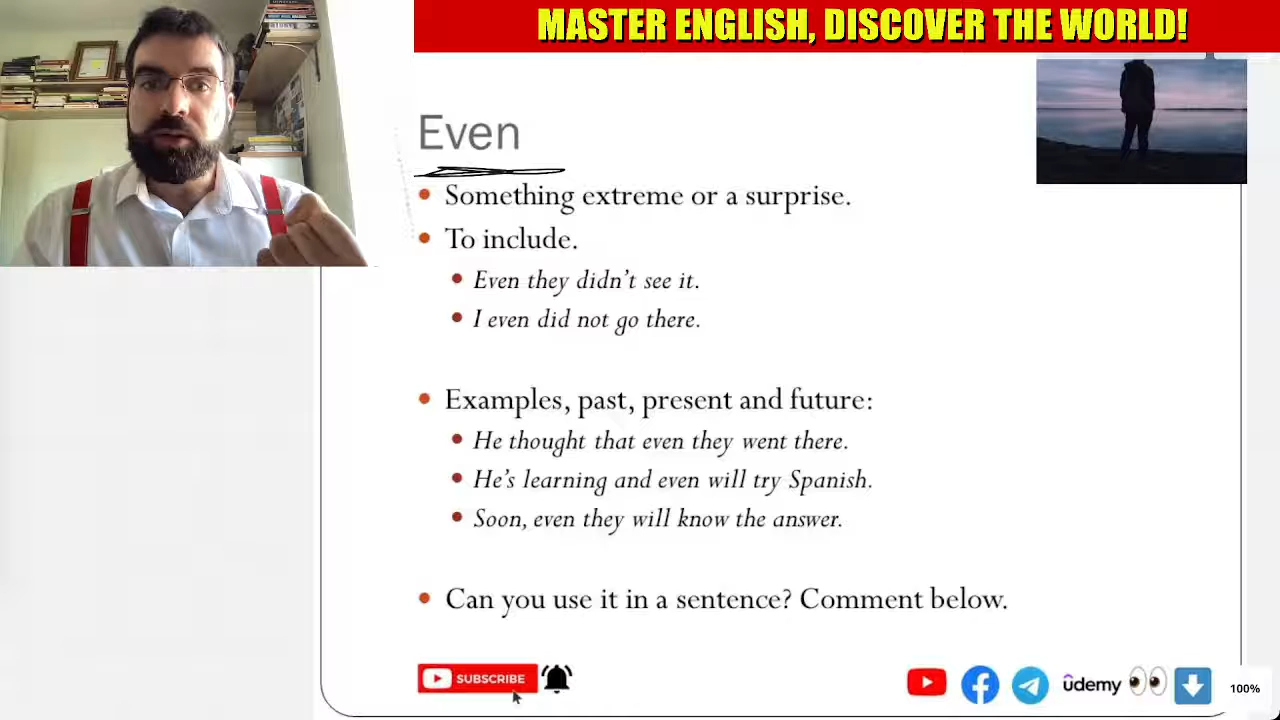 MASTER ENGLISH, DISCOVER THE WORLD!
Even
Something extreme or a surprise.
To include.
Even they didn't see it.
I even did not go there.
Examples, past, present and future:
He thought that even they went there.
He's learning and even will try Spanish.
Soon, even they will know the answer.
Can you use it in a sentence? Comment below.
SUBSCRIBE
ûdemy
100%